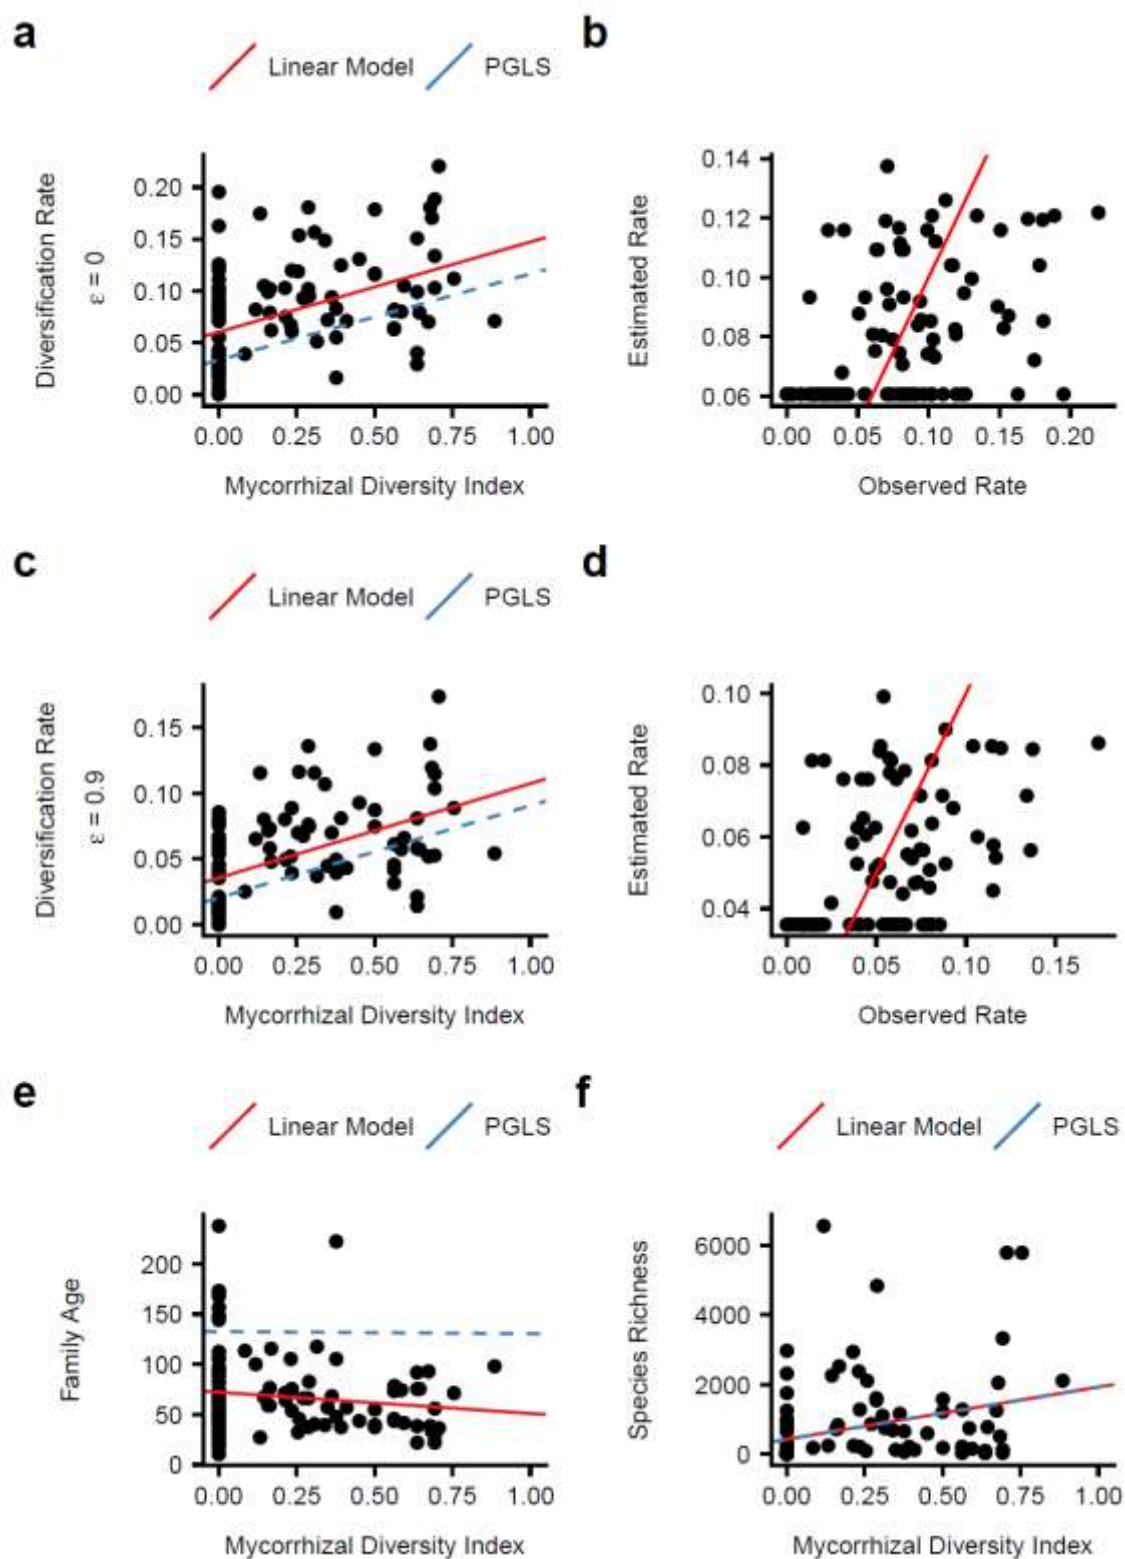 a
Linear Model PGLS
Diversification Rate
ε = 0
0.20
0.15
0.10
0.05
0.00
0.00 0.25 0.50 0.75 1.00
Mycorrhizal Diversity Index
b
Estimated Rate
0.14
0.12
0.10
0.08
0.06
0.00 0.05 0.10 0.15 0.20
Observed Rate
c
Linear Model PGLS
Diversification Rate
ε = 0.9
0.15
0.10
0.05
0.00
0.00 0.25 0.50 0.75 1.00
Mycorrhizal Diversity Index
d
Estimated Rate
0.10
0.08
0.06
0.04
0.00 0.05 0.10 0.15
Observed Rate
e
Linear Model PGLS
Family Age
200
150
100
50
0
0.00 0.25 0.50 0.75 1.00
Mycorrhizal Diversity Index
f
Linear Model PGLS
Species Richness
6000
4000
2000
0
0.00 0.25 0.50 0.75 1.00
Mycorrhizal Diversity Index